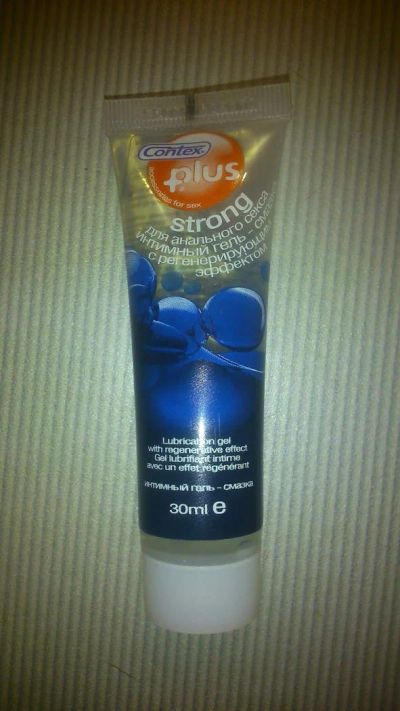 Contex®
plus
accessories for sex
strong
для анального секса
интимный гель - смазка
с регенерирующим
эффектом
Lubrication gel
with regenerative effect
Gel lubrifiant intime
avec un effet régénérant
интимный гель - смазка
30ml e